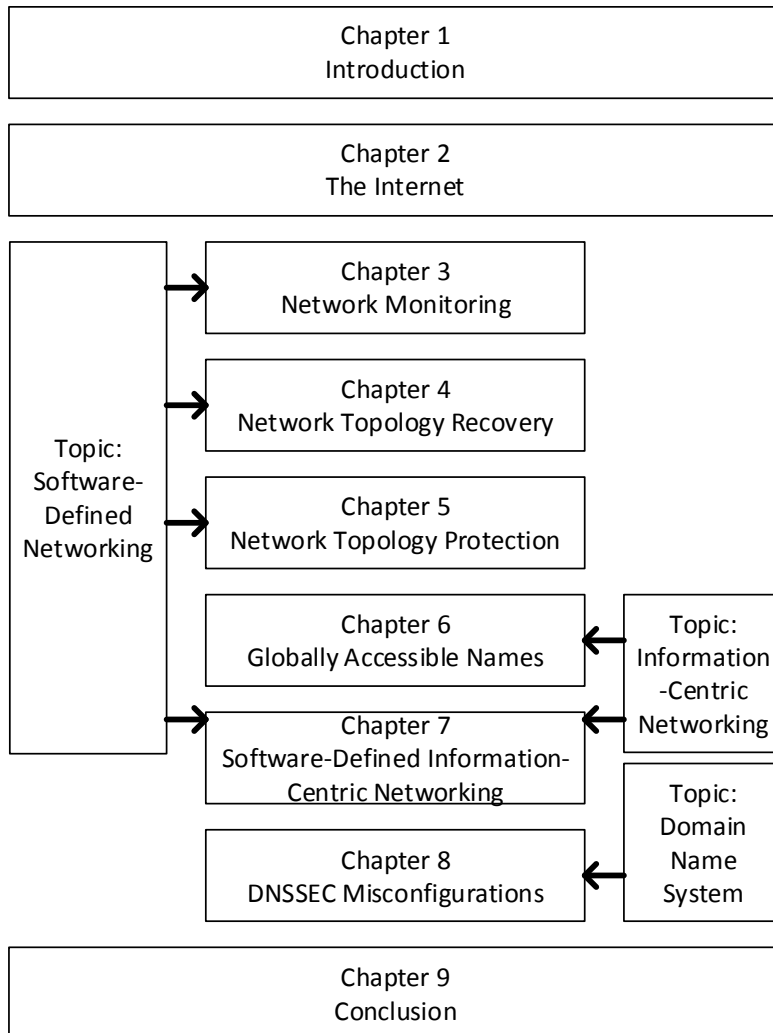 Chapter 1
Introduction
Chapter 2
The Internet
Topic:
Software-
Defined
Networking
Chapter 3
Network Monitoring
Chapter 4
Network Topology Recovery
Chapter 5
Network Topology Protection
Chapter 6
Globally Accessible Names
Topic:
Information
-Centric
Networking
Chapter 7
Software-Defined Information-
Centric Networking
Topic:
Domain
Name
System
Chapter 8
DNSSEC Misconfigurations
Chapter 9
Conclusion